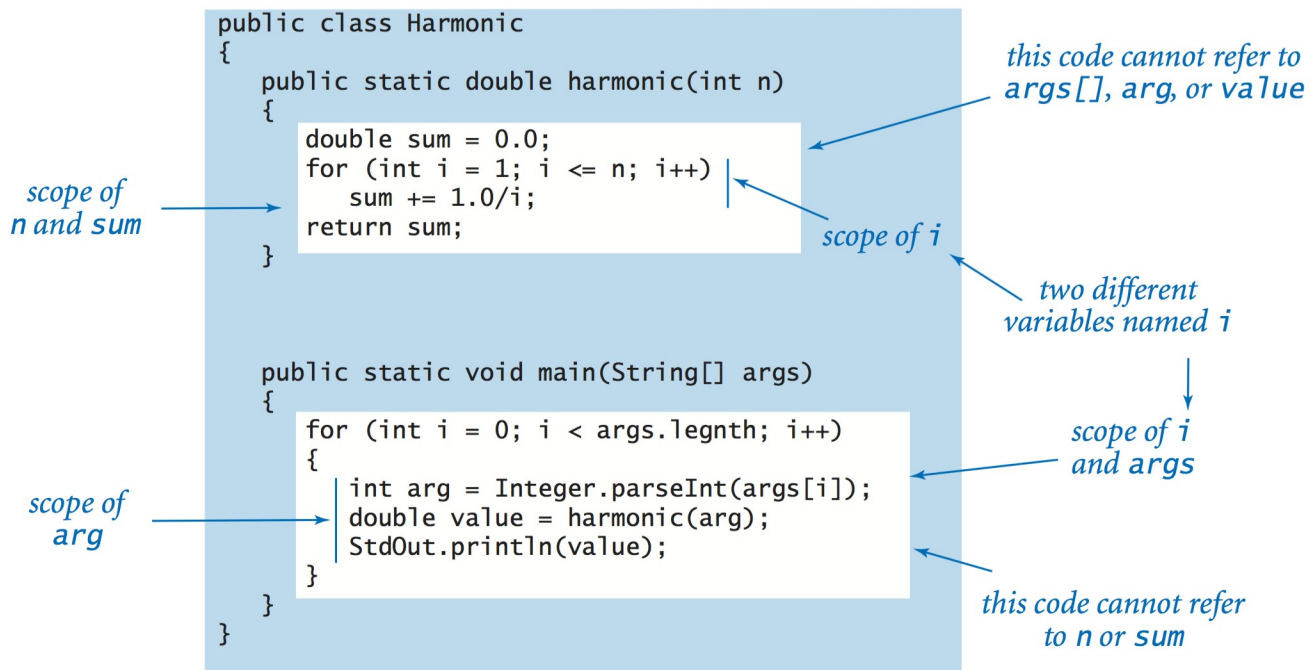 public class Harmonic
{
public static double harmonic(int n)
{
double sum = 0.0;
for (int i = 1; i <= n; i++)
sum += 1.0/i;
return sum;
}
public static void main(String[] args)
{
for (int i = 0; i < args.legnth; i++)
{
int arg = Integer.parseInt(args[i]);
double value = harmonic(arg);
StdOut.println(value);
}
}
}
scope of
n and sum
scope of
arg
this code cannot refer to
args[], arg, or value
scope of i
two different
variables named i
scope of i
and args
this code cannot refer
to n or sum